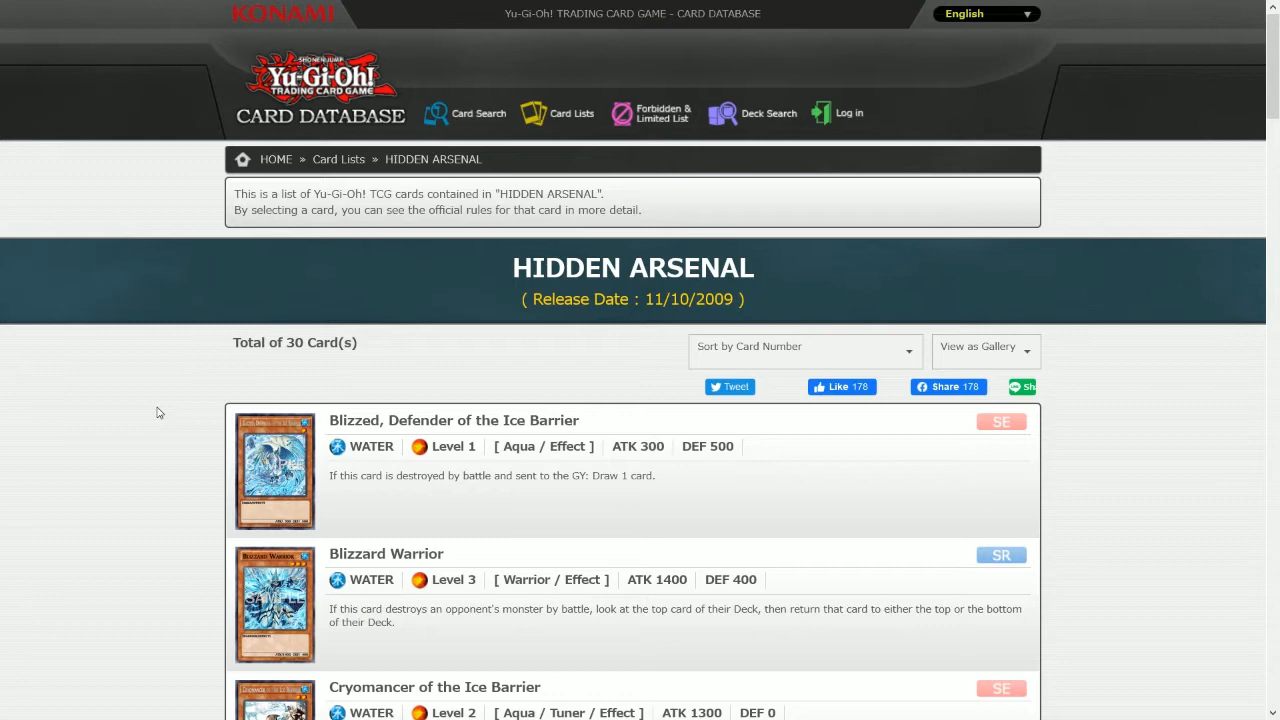 KONAMI
Yu-Gi-Oh! TRADING CARD GAME - CARD DATABASE
English
SHONEN JUMP
Yu-Gi-Oh!
TRADING CARD GAME
CARD DATABASE
Card Search
Card Lists
Forbidden &
Limited List
Deck Search
Log in
HOME » Card Lists » HIDDEN ARSENAL
This is a list of Yu-Gi-Oh! TCG cards contained in "HIDDEN ARSENAL".
By selecting a card, you can see the official rules for that card in more detail.
HIDDEN ARSENAL
( Release Date : 11/10/2009 )
Total of 30 Card(s)
Sort by Card Number
View as Gallery
Tweet
Like 178
Share 178
Sh
Blizzed, Defender of the Ice Barrier
SE
WATER
Level 1
[ Aqua / Effect ]
ATK 300
DEF 500
If this card is destroyed by battle and sent to the GY: Draw 1 card.
SAMPLE
Blizzard Warrior
SR
BLIZZARD WARRIOR
WATER
Level 3
[ Warrior / Effect ]
ATK 1400
DEF 400
If this card destroys an opponent's monster by battle, look at the top card of their Deck, then return that card to either the top or the bottom
of their Deck.
SAMPLE
Cryomancer of the Ice Barrier
SE
WATER
Level 2
[ Aqua / Tuner / Effect ]
ATK 1300
DEF 0